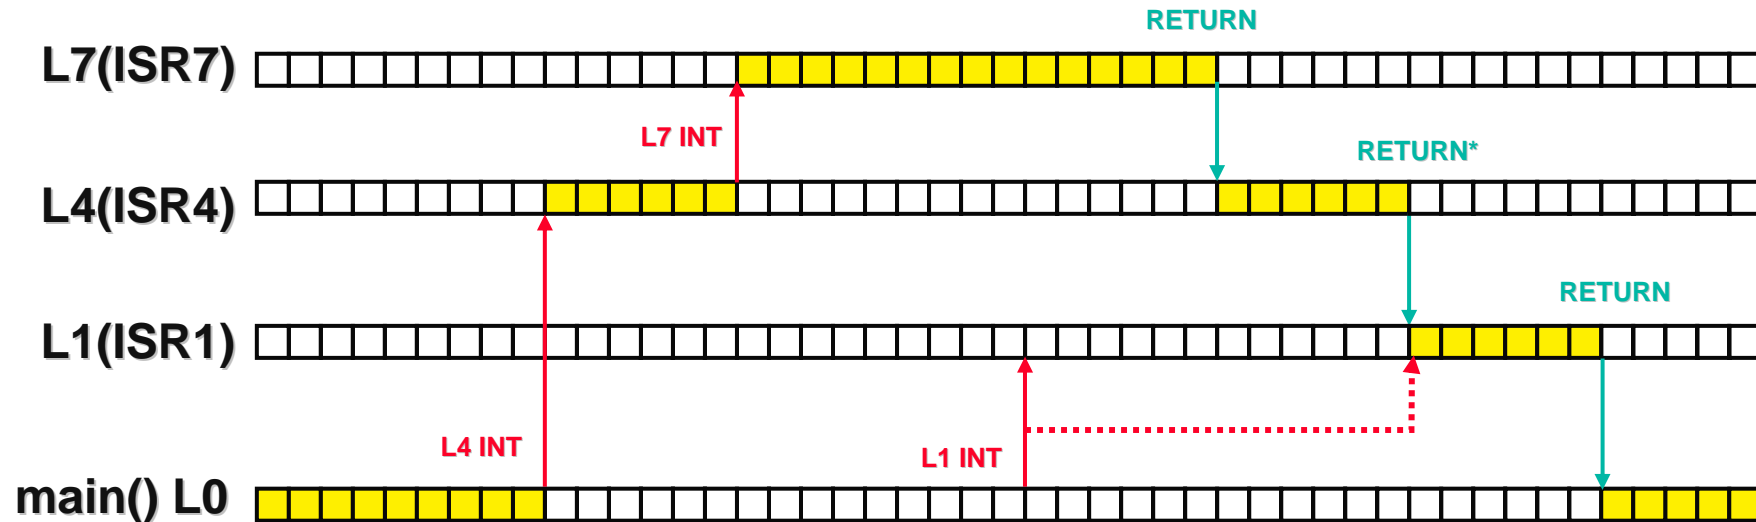 RETURN
L7(ISR7)
L7 INT
RETURN*
L4(ISR4)
RETURN
L1(ISR1)
L4 INT
L1 INT
main() L0